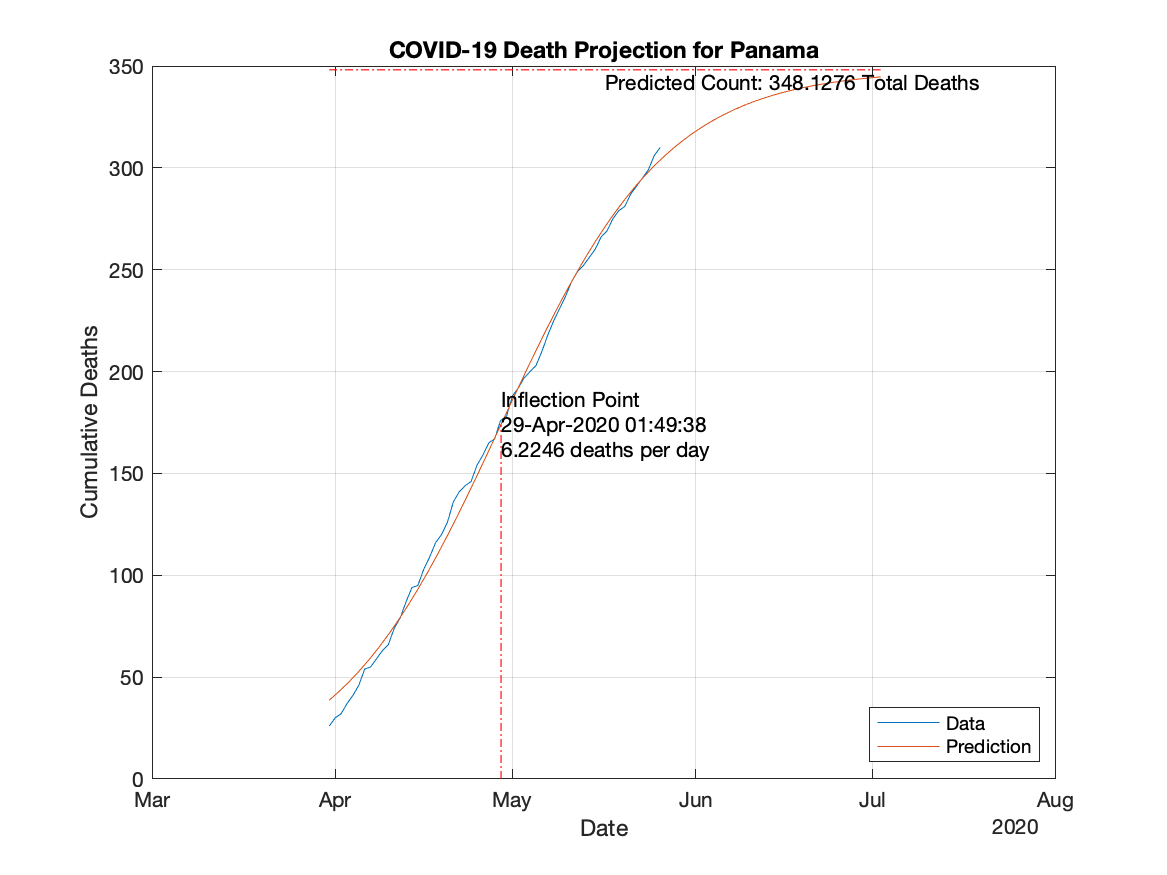 COVID-19 Death Projection for Panama
350
Predicted Count: 348.1276 Total Deaths
300
250
200
Inflection Point
29-Apr-2020 01:49:38
6.2246 deaths per day
150
100
50
0
Cumulative Deaths
Data
Prediction
Mar Apr May Jun Jul Aug
Date
2020